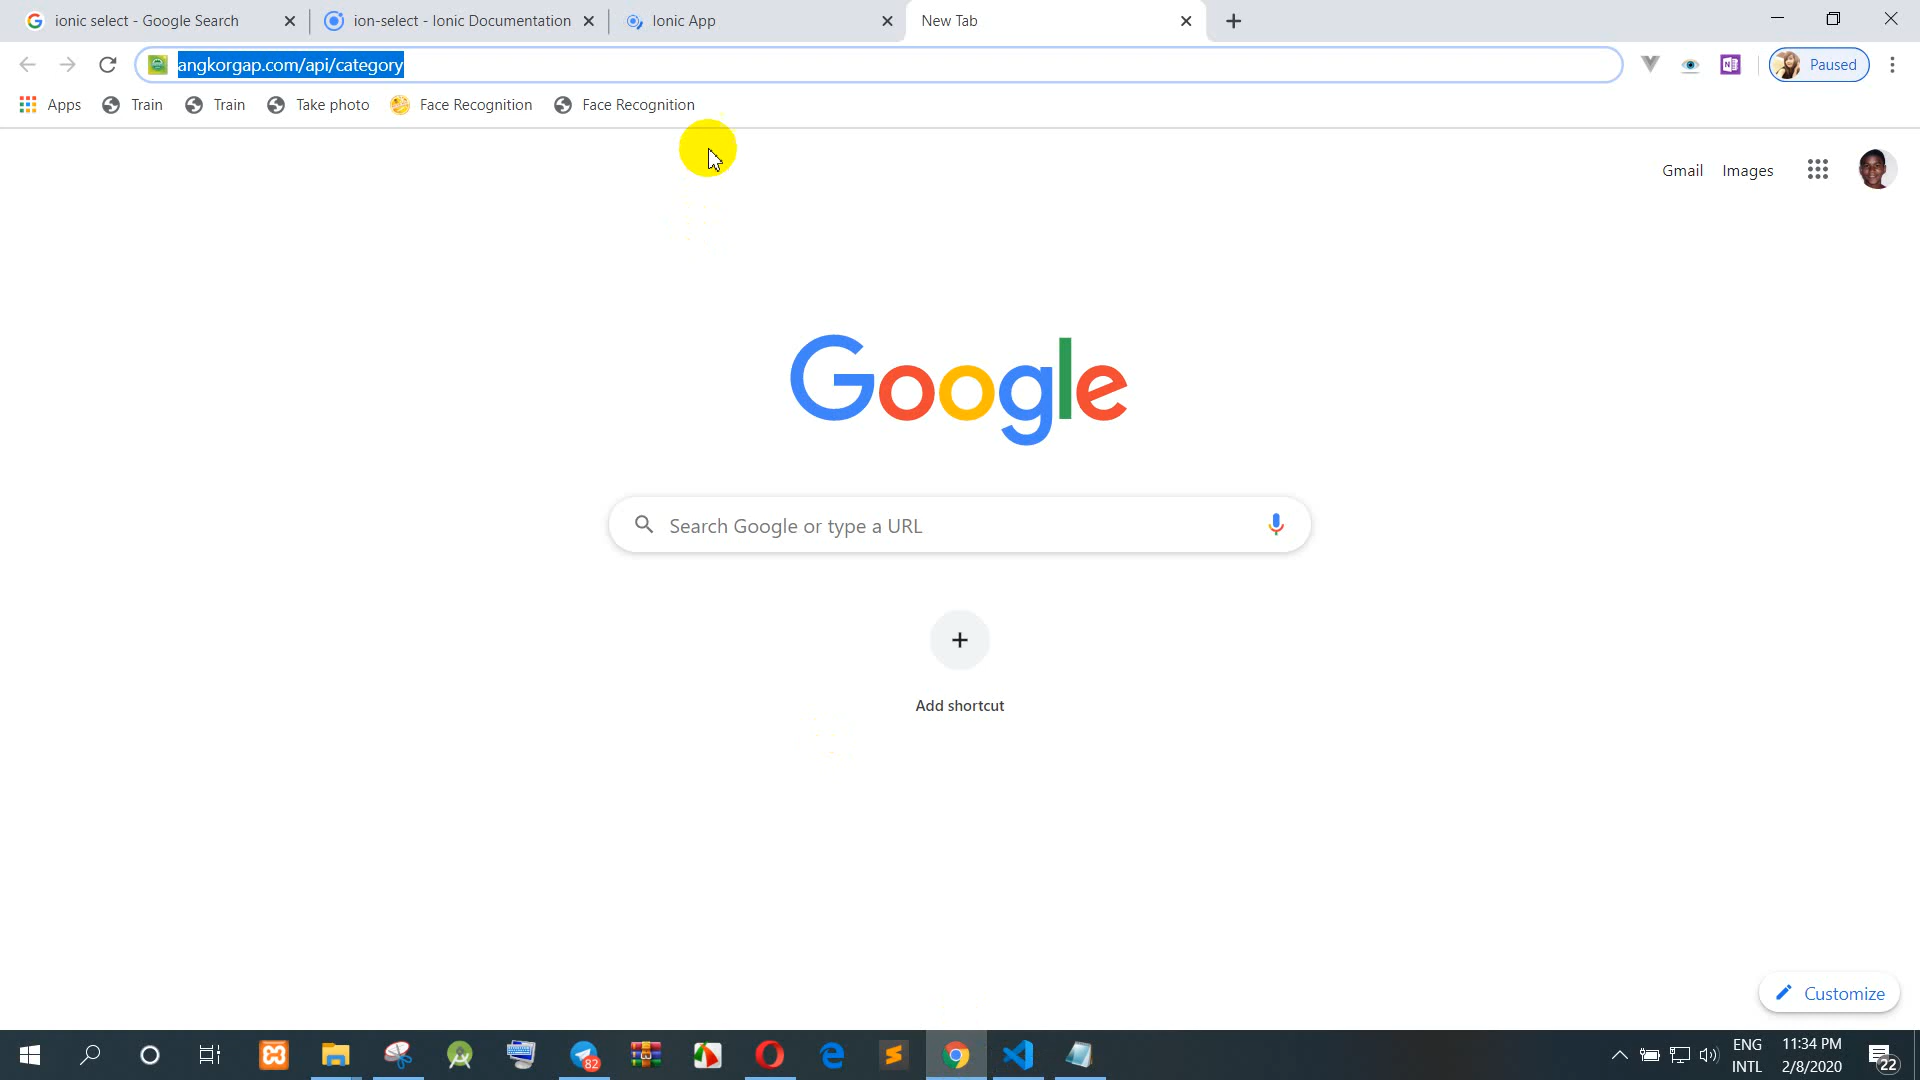 ionic select - Google Search
ion-select - Ionic Documentation
Ionic App
New Tab
angkorgap.com/api/category
Paused
Apps
Train
Train
Take photo
Face Recognition
Face Recognition
Gmail
Images
Google
Search Google or type a URL
Add shortcut
Customize
82
ENG
INTL
11:34 PM
2/8/2020
22